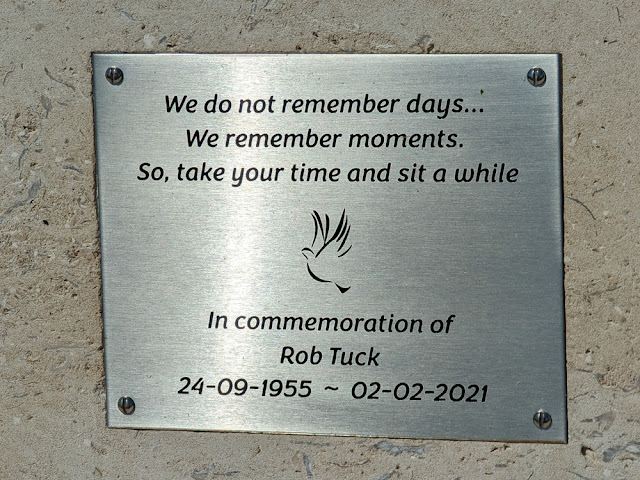 We do not remember days...
We remember moments.
So, take your time and sit a while
In commemoration of
Rob Tuck
24-09-1955 ~ 02-02-2021